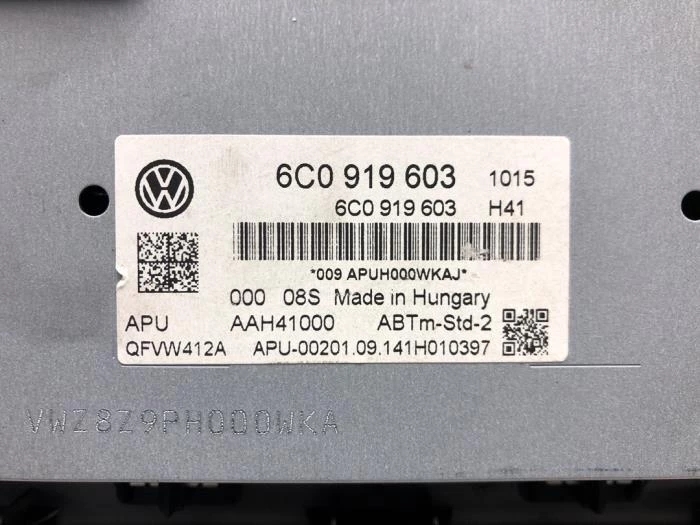 6C0 919 603 1015
6C0 919 603 H41
*009 APUH000WKAJ*
000 08S Made in Hungary
APU AAH41000 ABTm-Std-2
QFVW412A APU-00201.09.141H010397
VWZ8Z9PH000WKA